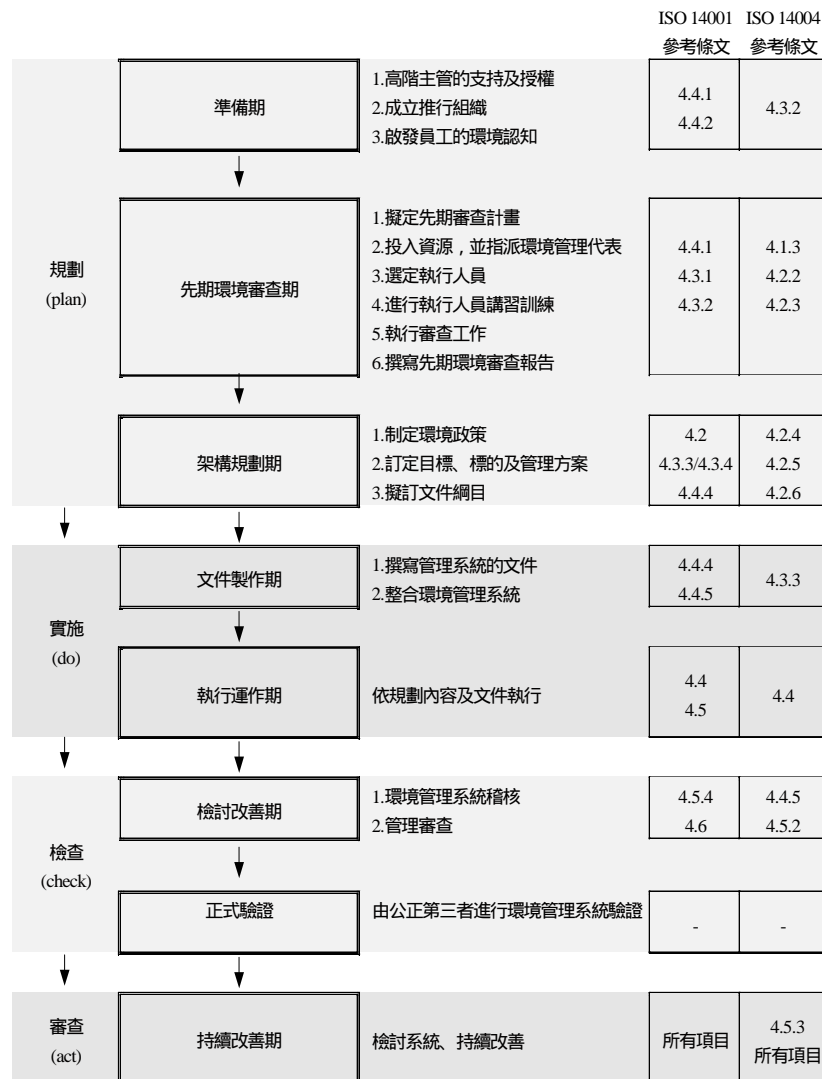 ISO 14001 ISO 14004
參考條文 參考條文
準備期
1.高階主管的支持及授權
2.成立推行組織
3.啟發員工的環境認知
4.4.1
4.4.2
4.3.2
規劃
(plan)
先期環境審查期
1.擬定先期審查計畫
2.投入資源，並指派環境管理代表
3.選定執行人員
4.進行執行人員講習訓練
5.執行審查工作
6.撰寫先期環境審查報告
4.4.1
4.3.1
4.3.2
4.1.3
4.2.2
4.2.3
架構規劃期
1.制定環境政策
2.訂定目標、標的及管理方案
3.擬訂文件綱目
4.2
4.3.3/4.3.4
4.4.4
4.2.4
4.2.5
4.2.6
實施
(do)
文件製作期
1.撰寫管理系統的文件
2.整合環境管理系統
4.4.4
4.4.5
4.3.3
執行運作期
依規劃內容及文件執行
4.4
4.5
4.4
檢查
(check)
檢討改善期
1.環境管理系統稽核
2.管理審查
4.5.4
4.6
4.4.5
4.5.2
正式驗證
由公正第三者進行環境管理系統驗證
-
-
審查
(act)
持續改善期
檢討系統、持續改善
所有項目
4.5.3
所有項目